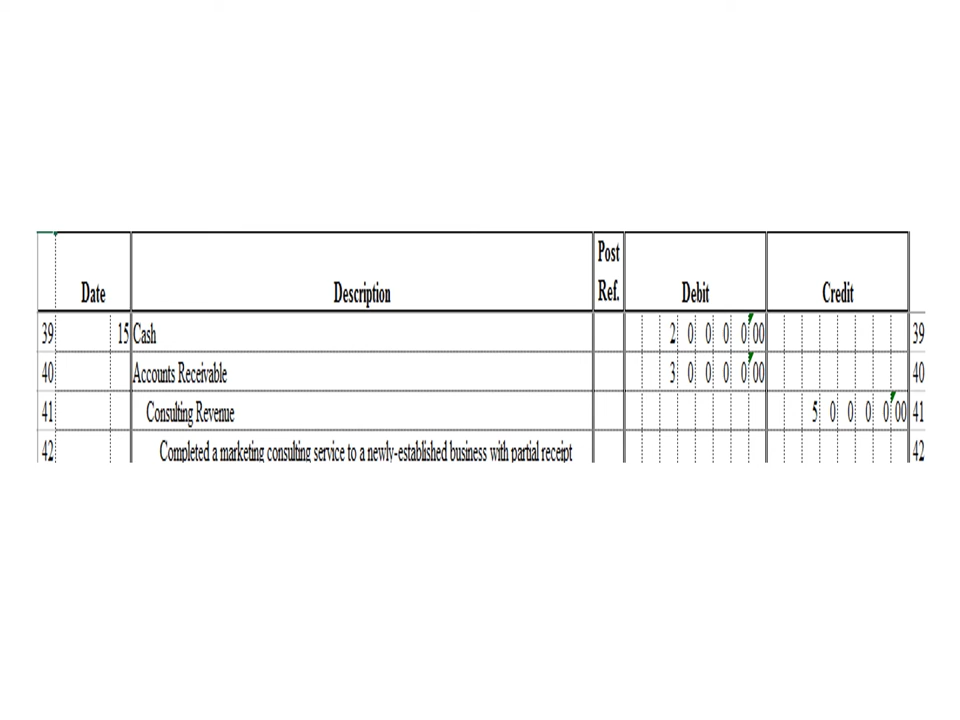 Post
Date Description Ref. Debit Credit
39 15 Cash 2 0 0 0 0 00 39
40 Accounts Receivable 3 0 0 0 0 00 40
41 Consulting Revenue 5 0 0 0 0 00 41
42 Completed a marketing consulting service to a newly-established business with partial receipt 42